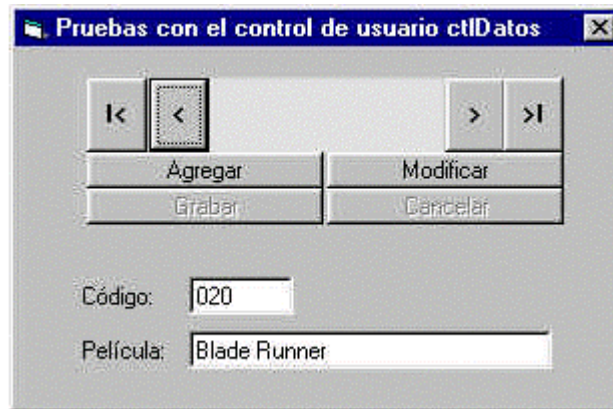 Pruebas con el control de usuario ctlDatos
I< < > >I
Agregar Modificar
Grabar Cancelar
Código: 020
Película: Blade Runner